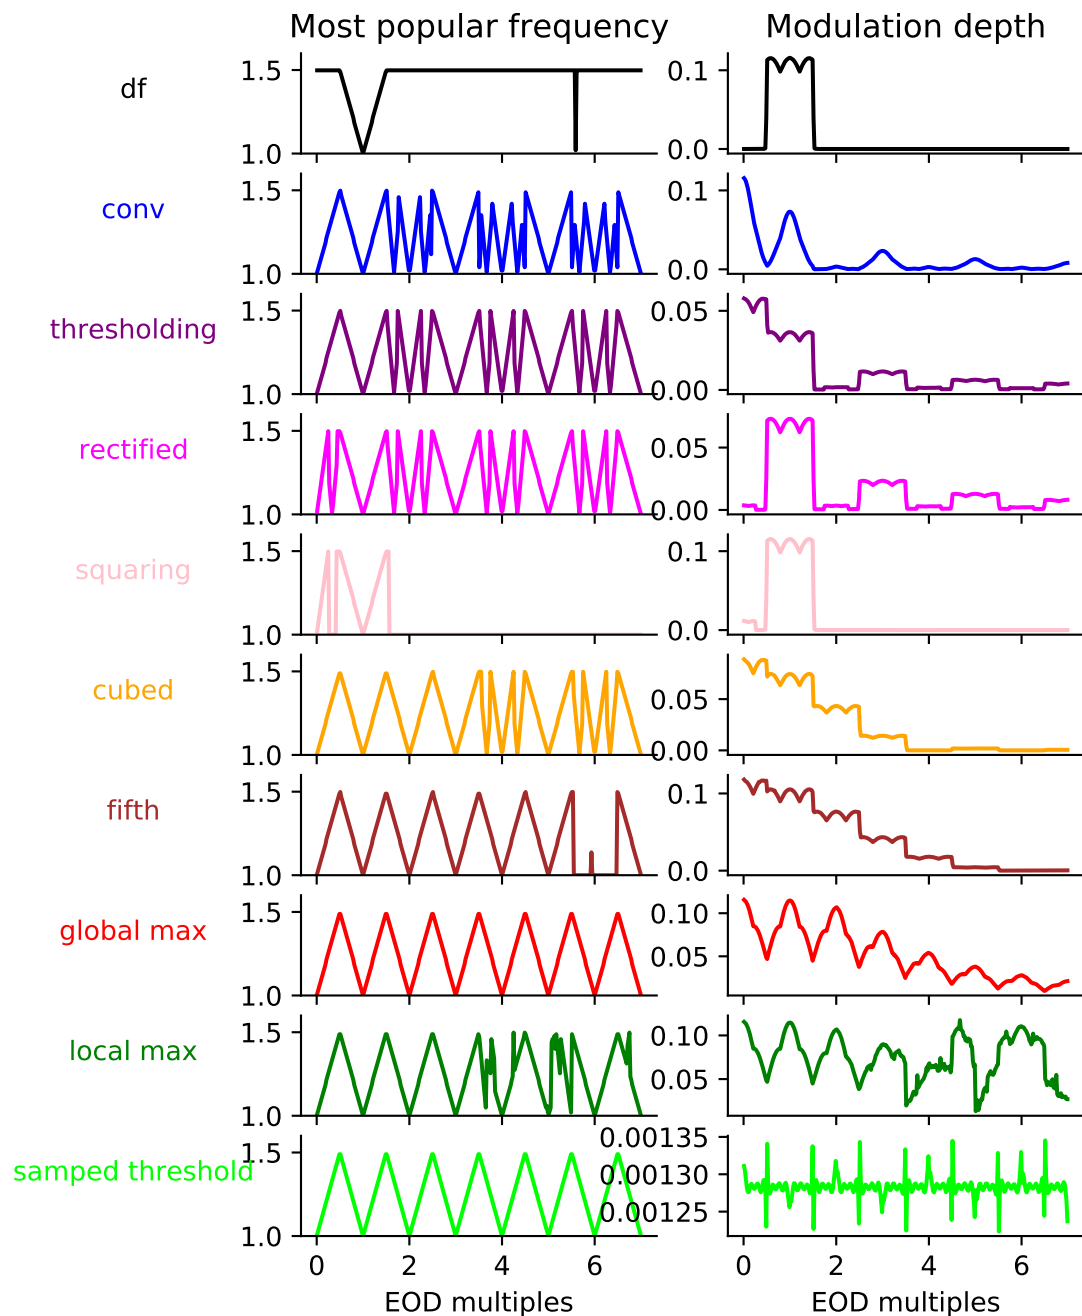 Most popular frequency Modulation depth
df 1.5 1.0 0.1 0.0
conv 1.5 1.0 0.1 0.0
thresholding 1.5 1.0 0.05 0.00
rectified 1.5 1.0 0.05 0.00
squaring 1.5 1.0 0.1 0.0
cubed 1.5 1.0 0.05 0.00
fifth 1.5 1.0 0.1 0.0
global max 1.5 1.0 0.10 0.05
local max 1.5 1.0 0.10 0.05
samped threshold 1.5 1.0 0.00135 0.00130 0.00125
0 2 4 6 0 2 4 6
EOD multiples EOD multiples